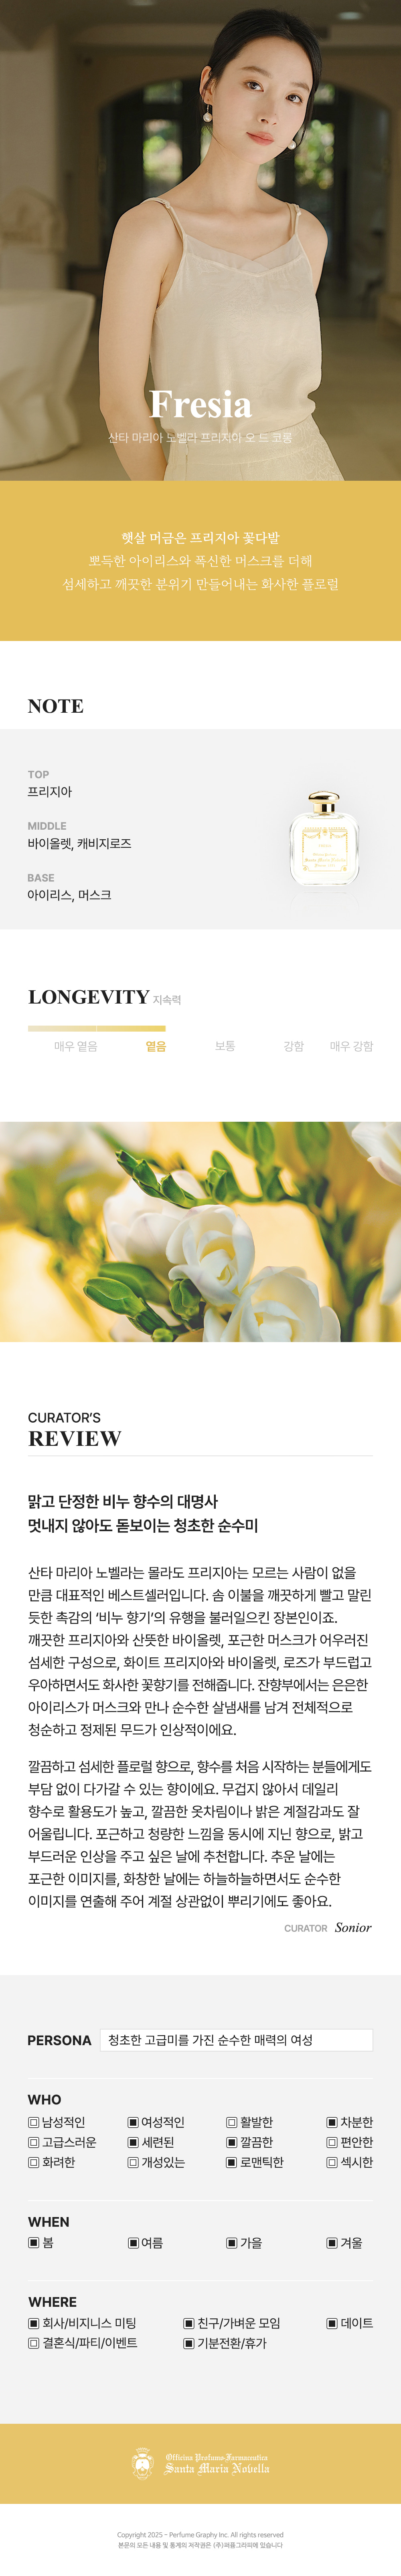 Fresia
산타 마리아 노벨라 프리지아 오 드 코롱
햇살 머금은 프리지아 꽃다발
뽀득한 아이리스와 폭신한 머스크를 더해
섬세하고 깨끗한 분위기 만들어내는 화사한 플로럴
NOTE
TOP
프리지아
MIDDLE
바이올렛, 캐비지로즈
BASE
아이리스, 머스크
LONGEVITY 지속력
매우 옅음 옅음 보통 강함 매우 강함
CURATOR'S
REVIEW
맑고 단정한 비누 향수의 대명사
멋내지 않아도 돋보이는 청초한 순수미
산타 마리아 노벨라는 몰라도 프리지아는 모르는 사람이 없을
만큼 대표적인 베스트셀러입니다. 솜 이불을 깨끗하게 빨고 말린
듯한 촉감의 '비누 향기'의 유행을 불러일으킨 장본인이죠.
깨끗한 프리지아와 산뜻한 바이올렛, 포근한 머스크가 어우러진
섬세한 구성으로, 화이트 프리지아와 바이올렛, 로즈가 부드럽고
우아하면서도 화사한 꽃향기를 전해줍니다. 잔향부에서는 은은한
아이리스가 머스크와 만나 순수한 살냄새를 남겨 전체적으로
청순하고 정제된 무드가 인상적이에요.
깔끔하고 섬세한 플로럴 향으로, 향수를 처음 시작하는 분들에게도
부담 없이 다가갈 수 있는 향이에요. 무겁지 않아서 데일리
향수로 활용도가 높고, 깔끔한 옷차림이나 밝은 계절감과도 잘
어울립니다. 포근하고 청량한 느낌을 동시에 지닌 향으로, 맑고
부드러운 인상을 주고 싶은 날에 추천합니다. 추운 날에는
포근한 이미지를, 화창한 날에는 하늘하늘하면서도 순수한
이미지를 연출해 주어 계절 상관없이 뿌리기에도 좋아요.
CURATOR Sonior
PERSONA 청초한 고급미를 가진 순수한 매력의 여성
WHO
남성적인 여성적인 활발한 차분한
고급스러운 세련된 깔끔한 편안한
화려한 개성있는 로맨틱한 섹시한
WHEN
봄 여름 가을 겨울
WHERE
회사/비지니스 미팅 친구/가벼운 모임 데이트
결혼식/파티/이벤트 기분전환/휴가
Officina Profumo-Farmaceutica
Santa Maria Novella
Copyright 2025 - Perfume Graphy Inc. All rights reserved
본문의 모든 내용 및 통계의 저작권은 (주)퍼퓸그라피에 있습니다